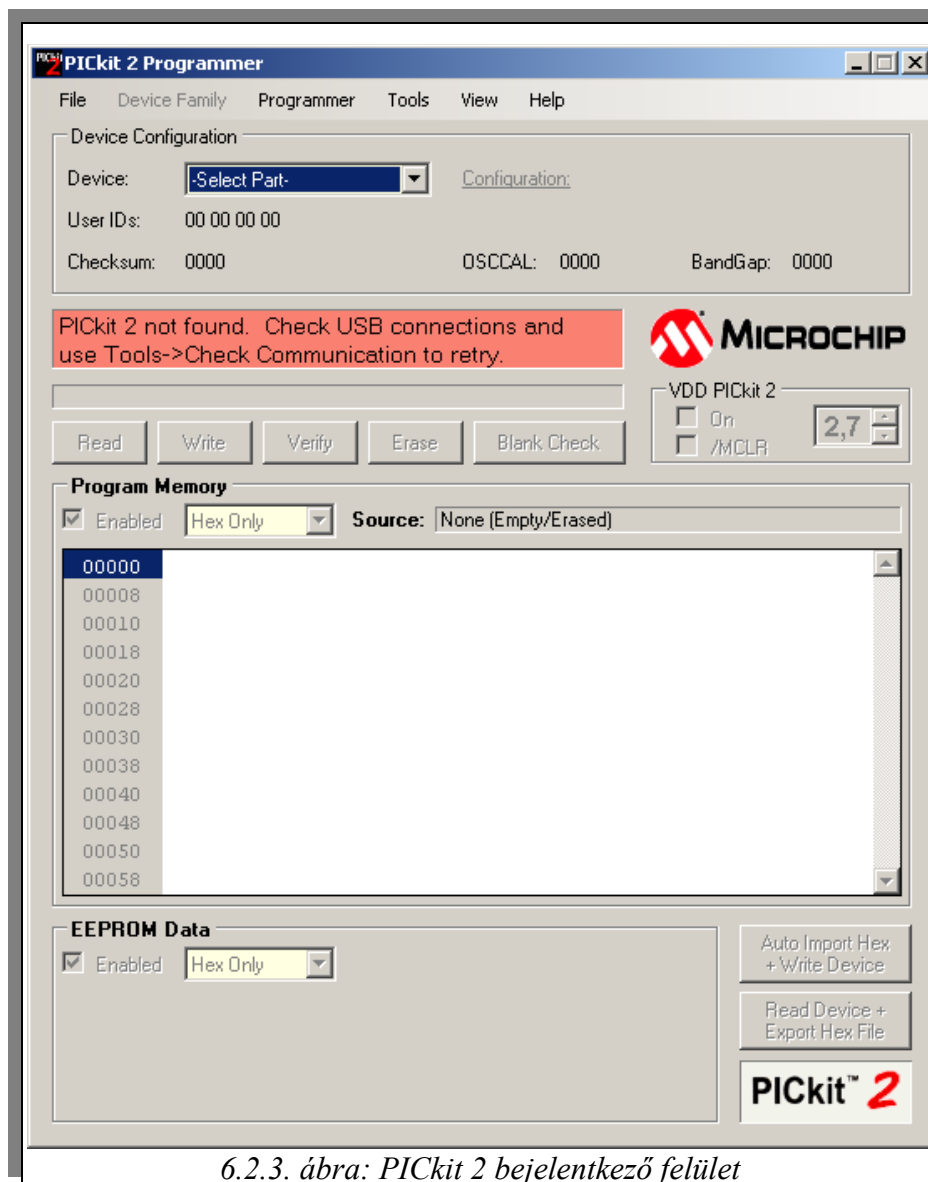 PICkit 2 Programmer
File Device Family Programmer Tools View Help
Device Configuration
Device: -Select Part- Configuration:
User IDs: 00 00 00 00
Checksum: 0000 OSCCAL: 0000 BandGap: 0000
PICkit 2 not found. Check USB connections and
use Tools->Check Communication to retry.
MICROCHIP
VDD PICkit 2
On
2,7
/MCLR
Read Write Verify Erase Blank Check
Program Memory
Enabled Hex Only Source: None (Empty/Erased)
00000
00008
00010
00018
00020
00028
00030
00038
00040
00048
00050
00058
EEPROM Data
Enabled Hex Only
Auto Import Hex
+ Write Device
Read Device +
Export Hex File
PICkit™ 2
6.2.3. ábra: PICkit 2 bejelentkező felület